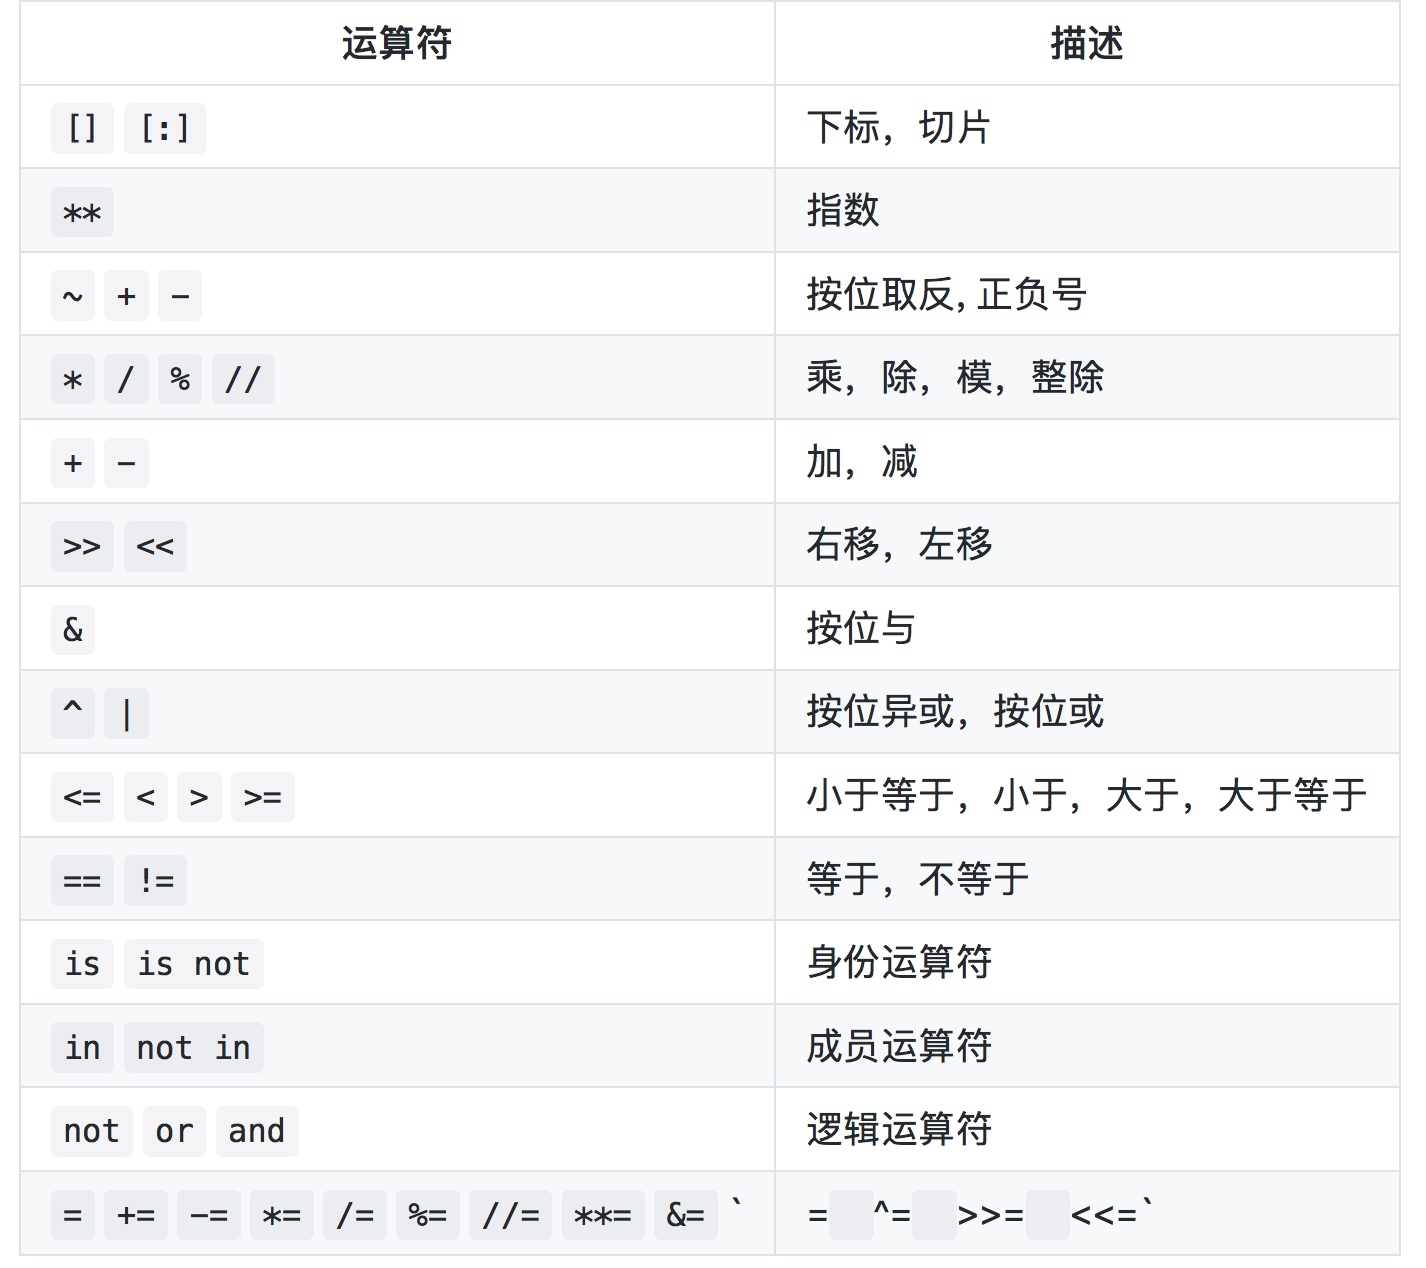 运算符 描述
[] [:] 下标，切片
** 指数
~ + - 按位取反, 正负号
* / % // 乘，除，模，整除
+ - 加，减
>> << 右移，左移
& 按位与
^ | 按位异或，按位或
<= < > >= 小于等于，小于，大于，大于等于
== != 等于，不等于
is is not 身份运算符
in not in 成员运算符
not or and 逻辑运算符
= += -= *= /= %= //= **= &= ` = ^= >>= <<=`